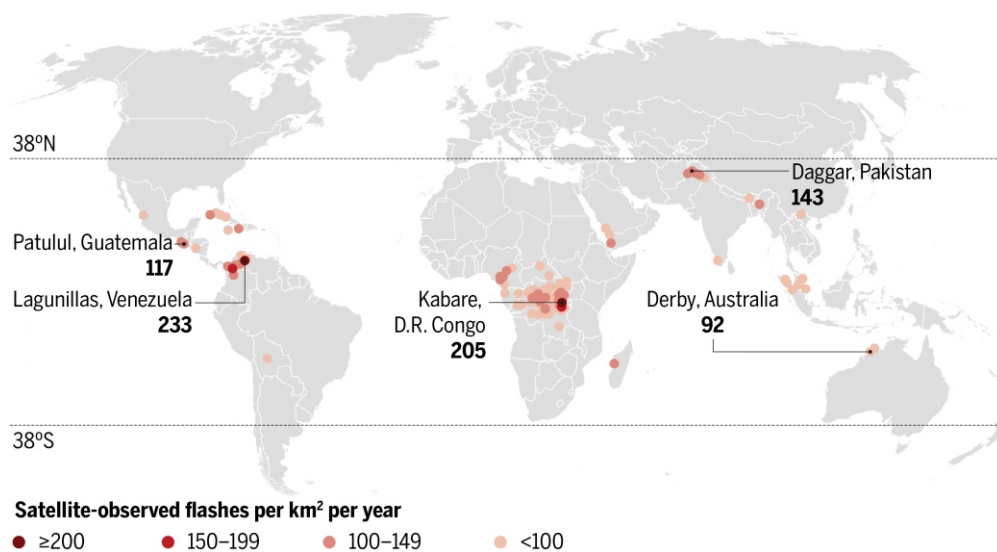 38ºN
Daggar, Pakistan
143
Patulul, Guatemala
117
Lagunillas, Venezuela
233
Kabare,
D.R. Congo
205
Derby, Australia
92
38ºS
Satellite-observed flashes per km² per year
≥200 150–199 100–149 <100